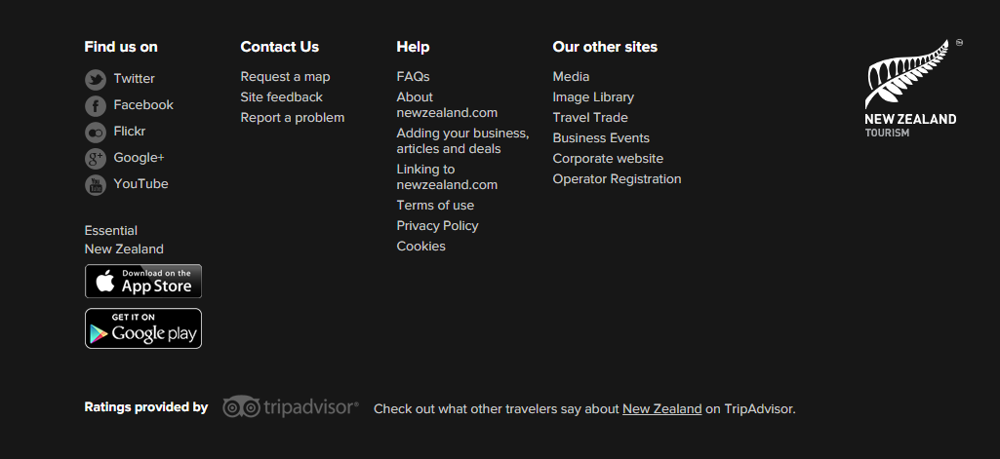 Find us on
Twitter
Facebook
Flickr
Google+
YouTube
Essential
New Zealand
Download on the
App Store
GET IT ON
Google play
Contact Us
Request a map
Site feedback
Report a problem
Help
FAQs
About
newzealand.com
Adding your business,
articles and deals
Linking to
newzealand.com
Terms of use
Privacy Policy
Cookies
Our other sites
Media
Image Library
Travel Trade
Business Events
Corporate website
Operator Registration
NEW ZEALAND
TOURISM
Ratings provided by tripadvisor® Check out what other travelers say about New Zealand on TripAdvisor.